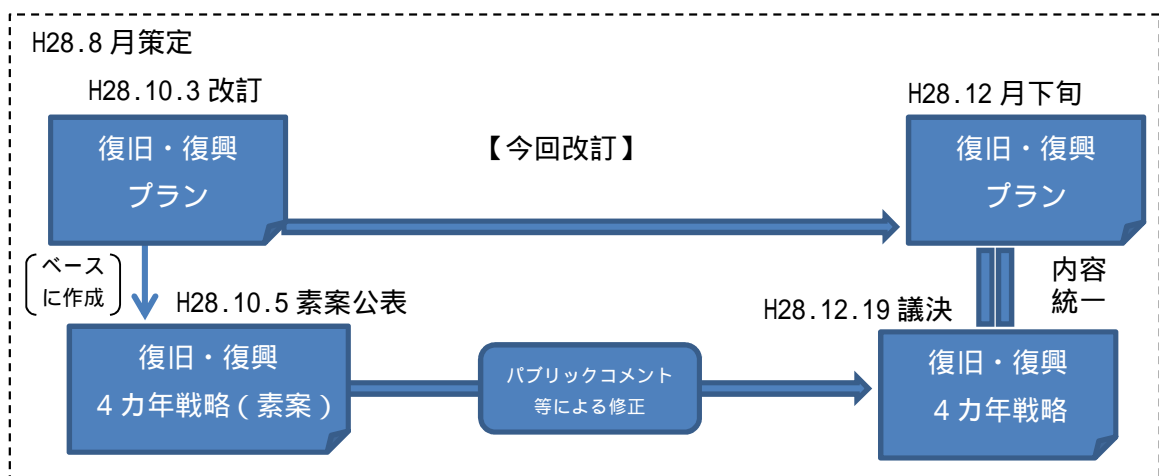 H28.8月策定
H28.10.3改訂
復旧・復興
プラン
【今回改訂】
H28.12月下旬
復旧・復興
プラン
ベース
に作成
H28.10.5素案公表
復旧・復興
4カ年戦略(素案)
パブリックコメント
等による修正
内容
統一
H28.12.19議決
復旧・復興
4カ年戦略